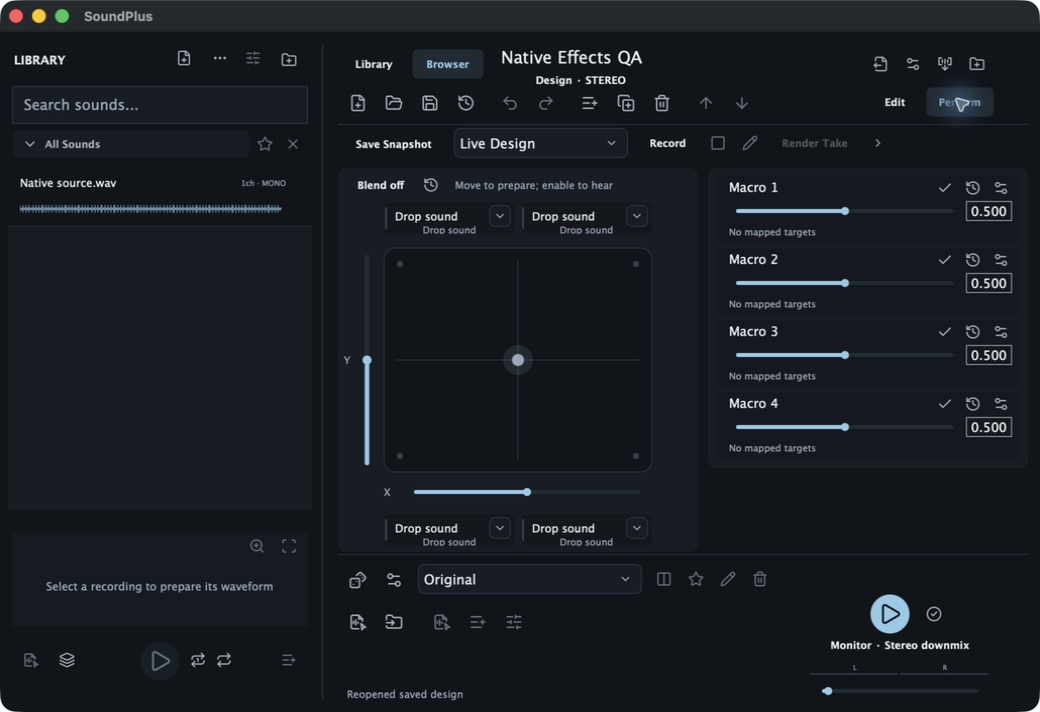 SoundPlus
LIBRARY
Search sounds...
All Sounds
Native source.wav
1ch · MONO
Select a recording to prepare its waveform
Library
Browser
Native Effects QA
Design · STEREO
Edit
Save Snapshot
Live Design
Record
Render Take
Blend off
Move to prepare; enable to hear
Drop sound
Drop sound
Drop sound
Drop sound
Y
X
Drop sound
Drop sound
Drop sound
Drop sound
Macro 1
0.500
No mapped targets
Macro 2
0.500
No mapped targets
Macro 3
0.500
No mapped targets
Macro 4
0.500
No mapped targets
Original
Monitor · Stereo downmix
L
R
Reopened saved design